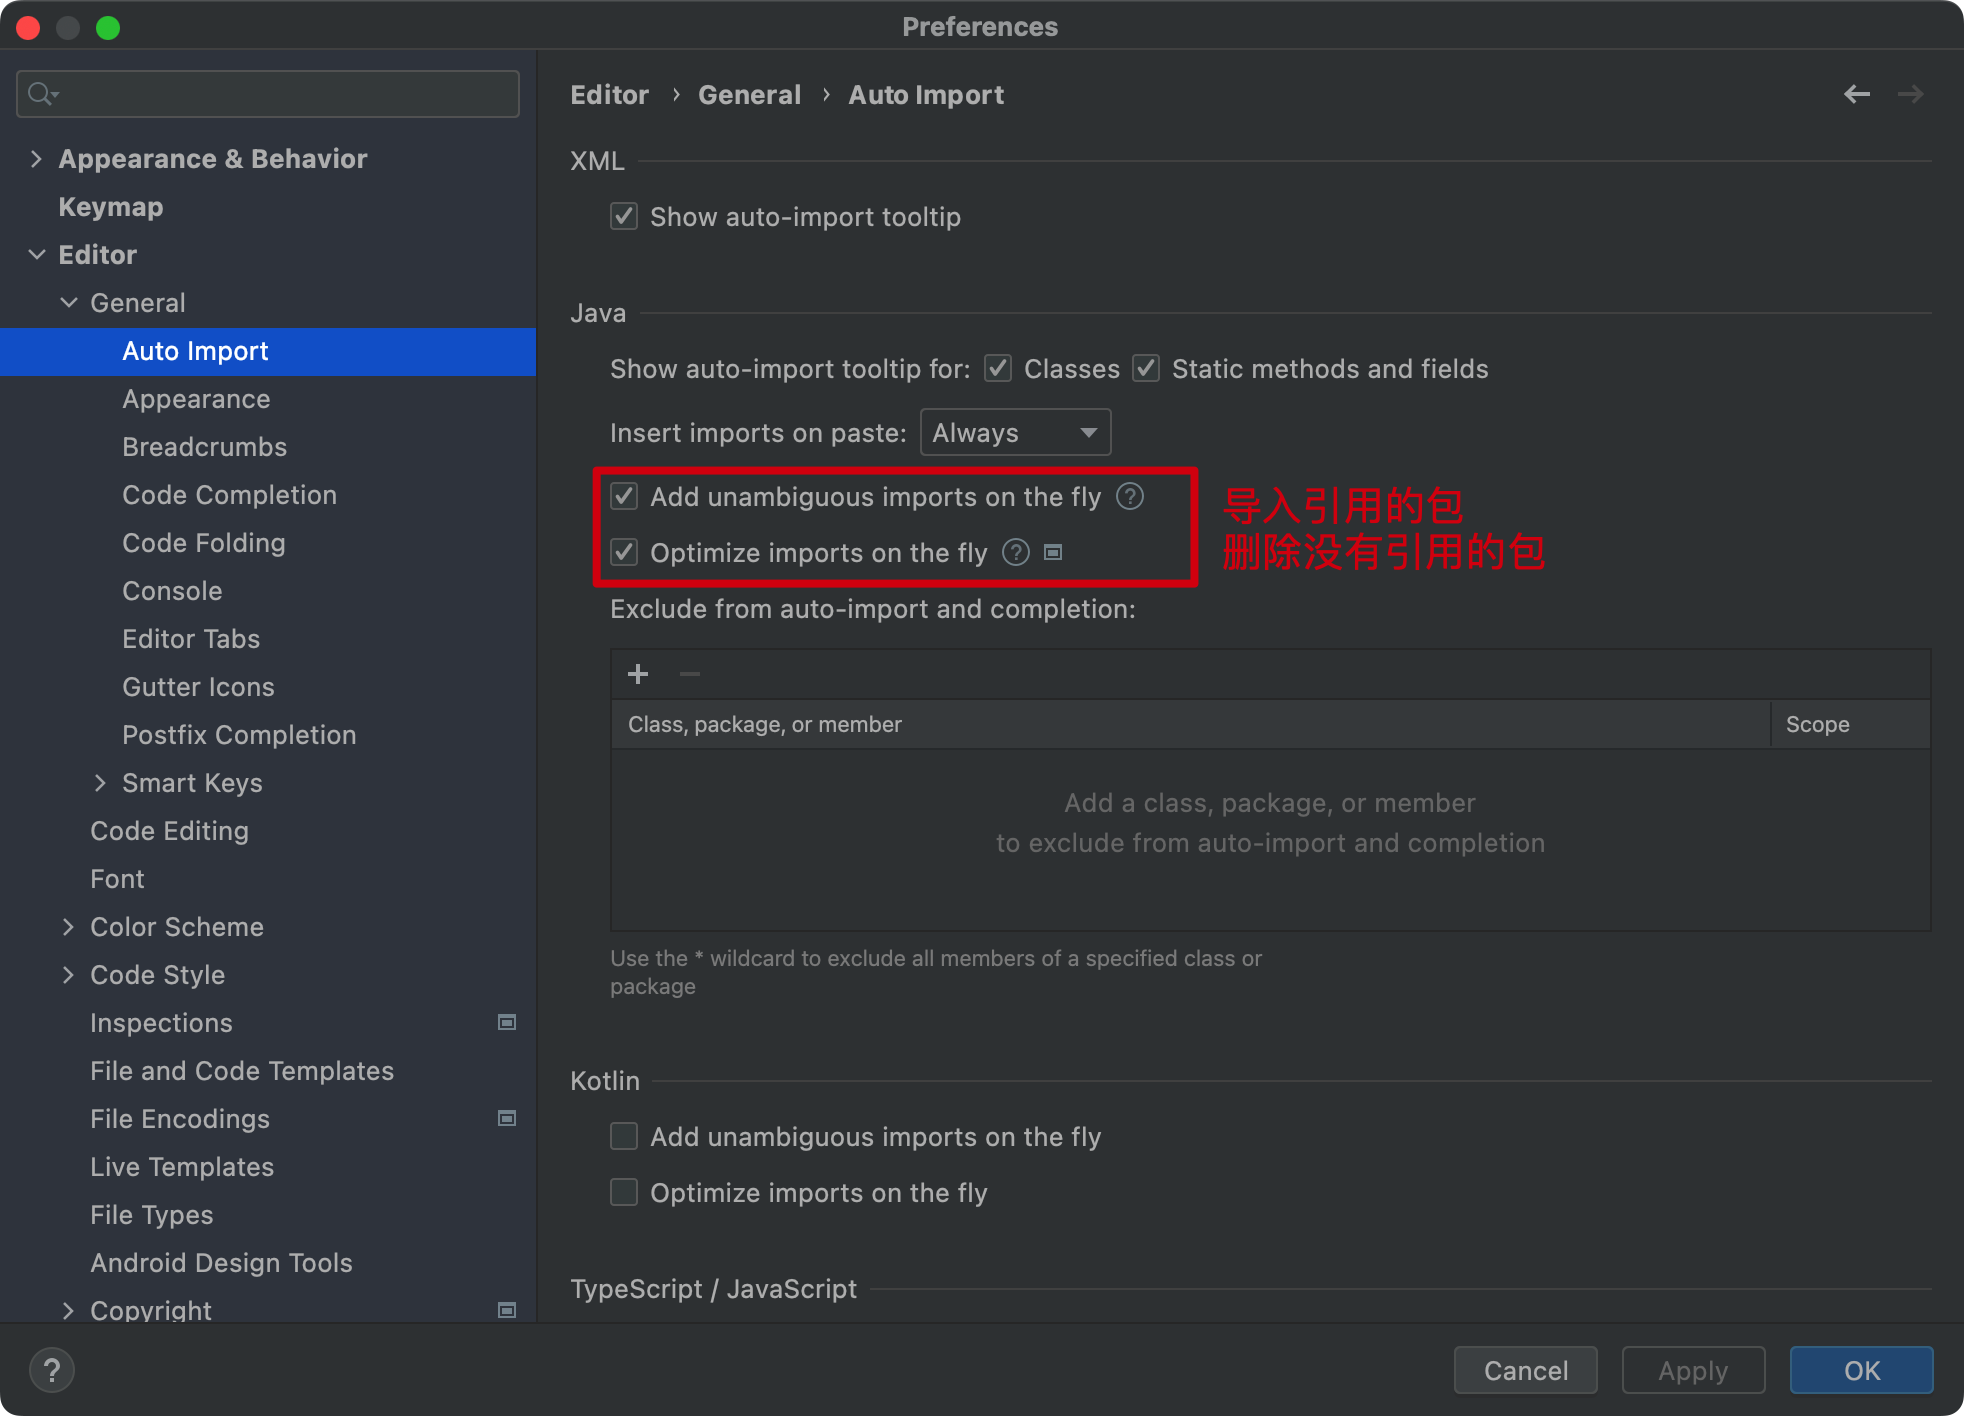 Preferences
Appearance & Behavior
Keymap
Editor
General
Auto Import
Appearance
Breadcrumbs
Code Completion
Code Folding
Console
Editor Tabs
Gutter Icons
Postfix Completion
Smart Keys
Code Editing
Font
Color Scheme
Code Style
Inspections
File and Code Templates
File Encodings
Live Templates
File Types
Android Design Tools
Copyright
Editor › General › Auto Import
XML
Show auto-import tooltip
Java
Show auto-import tooltip for: Classes Static methods and fields
Insert imports on paste: Always
Add unambiguous imports on the fly ?
导入引用的包
Optimize imports on the fly ?
删除没有引用的包
Exclude from auto-import and completion:
Class, package, or member Scope
Add a class, package, or member
to exclude from auto-import and completion
Use the * wildcard to exclude all members of a specified class or
package
Kotlin
Add unambiguous imports on the fly
Optimize imports on the fly
TypeScript / JavaScript
? Cancel Apply OK